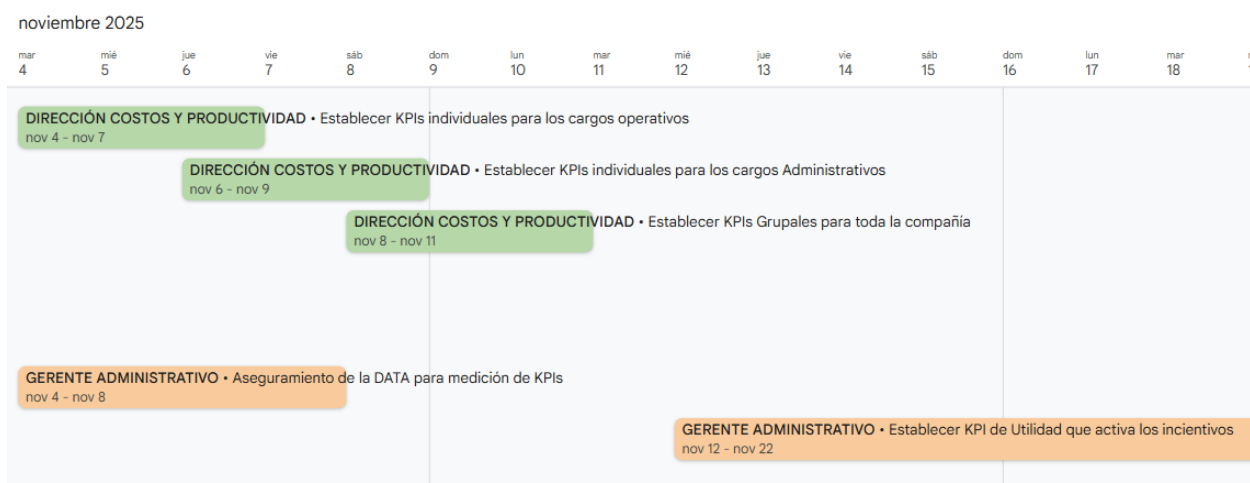 noviembre 2025
mar mié jue vie sáb dom lun mar mié jue vie sáb dom lun mar
4 5 6 7 8 9 10 11 12 13 14 15 16 17 18
DIRECCIÓN COSTOS Y PRODUCTIVIDAD • Establecer KPIs individuales para los cargos operativos
nov 4 - nov 7
DIRECCIÓN COSTOS Y PRODUCTIVIDAD • Establecer KPIs individuales para los cargos Administrativos
nov 6 - nov 9
DIRECCIÓN COSTOS Y PRODUCTIVIDAD • Establecer KPIs Grupales para toda la compañía
nov 8 - nov 11
GERENTE ADMINISTRATIVO • Aseguramiento de la DATA para medición de KPIs
nov 4 - nov 8
GERENTE ADMINISTRATIVO • Establecer KPI de Utilidad que activa los incientivos
nov 12 - nov 22